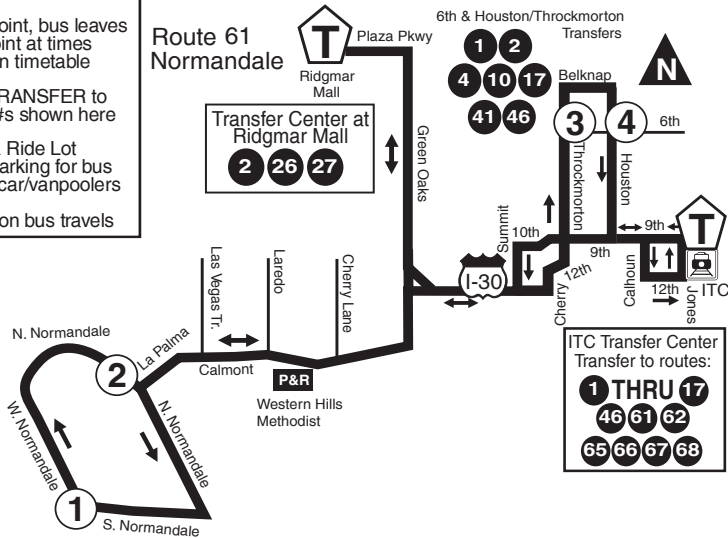 oint, bus leaves
oint at times
n timetable
RANSFER to
#s shown here
Ride Lot
arking for bus
car/vanpoolers
on bus travels
Route 61
Normandale
T
Plaza Pkwy
Ridgmar
Mall
Transfer Center at
Ridgmar Mall
2 26 27
6th & Houston/Throckmorton
Transfers
1 2
4 10 17
41 46
N
Belknap
3 4 6th
Throckmorton
Houston
Green Oaks
Summit
10th
9th
9th
T
I-30
Cherry
12th
Calhoun
12th
Jones
ITC
Las Vegas Tr.
Laredo
Cherry Lane
N. Normandale
La Palma
2
Calmont
P&R
Western Hills
Methodist
W. Normandale
N. Normandale
1
S. Normandale
ITC Transfer Center
Transfer to routes:
1 THRU 17
46 61 62
65 66 67 68